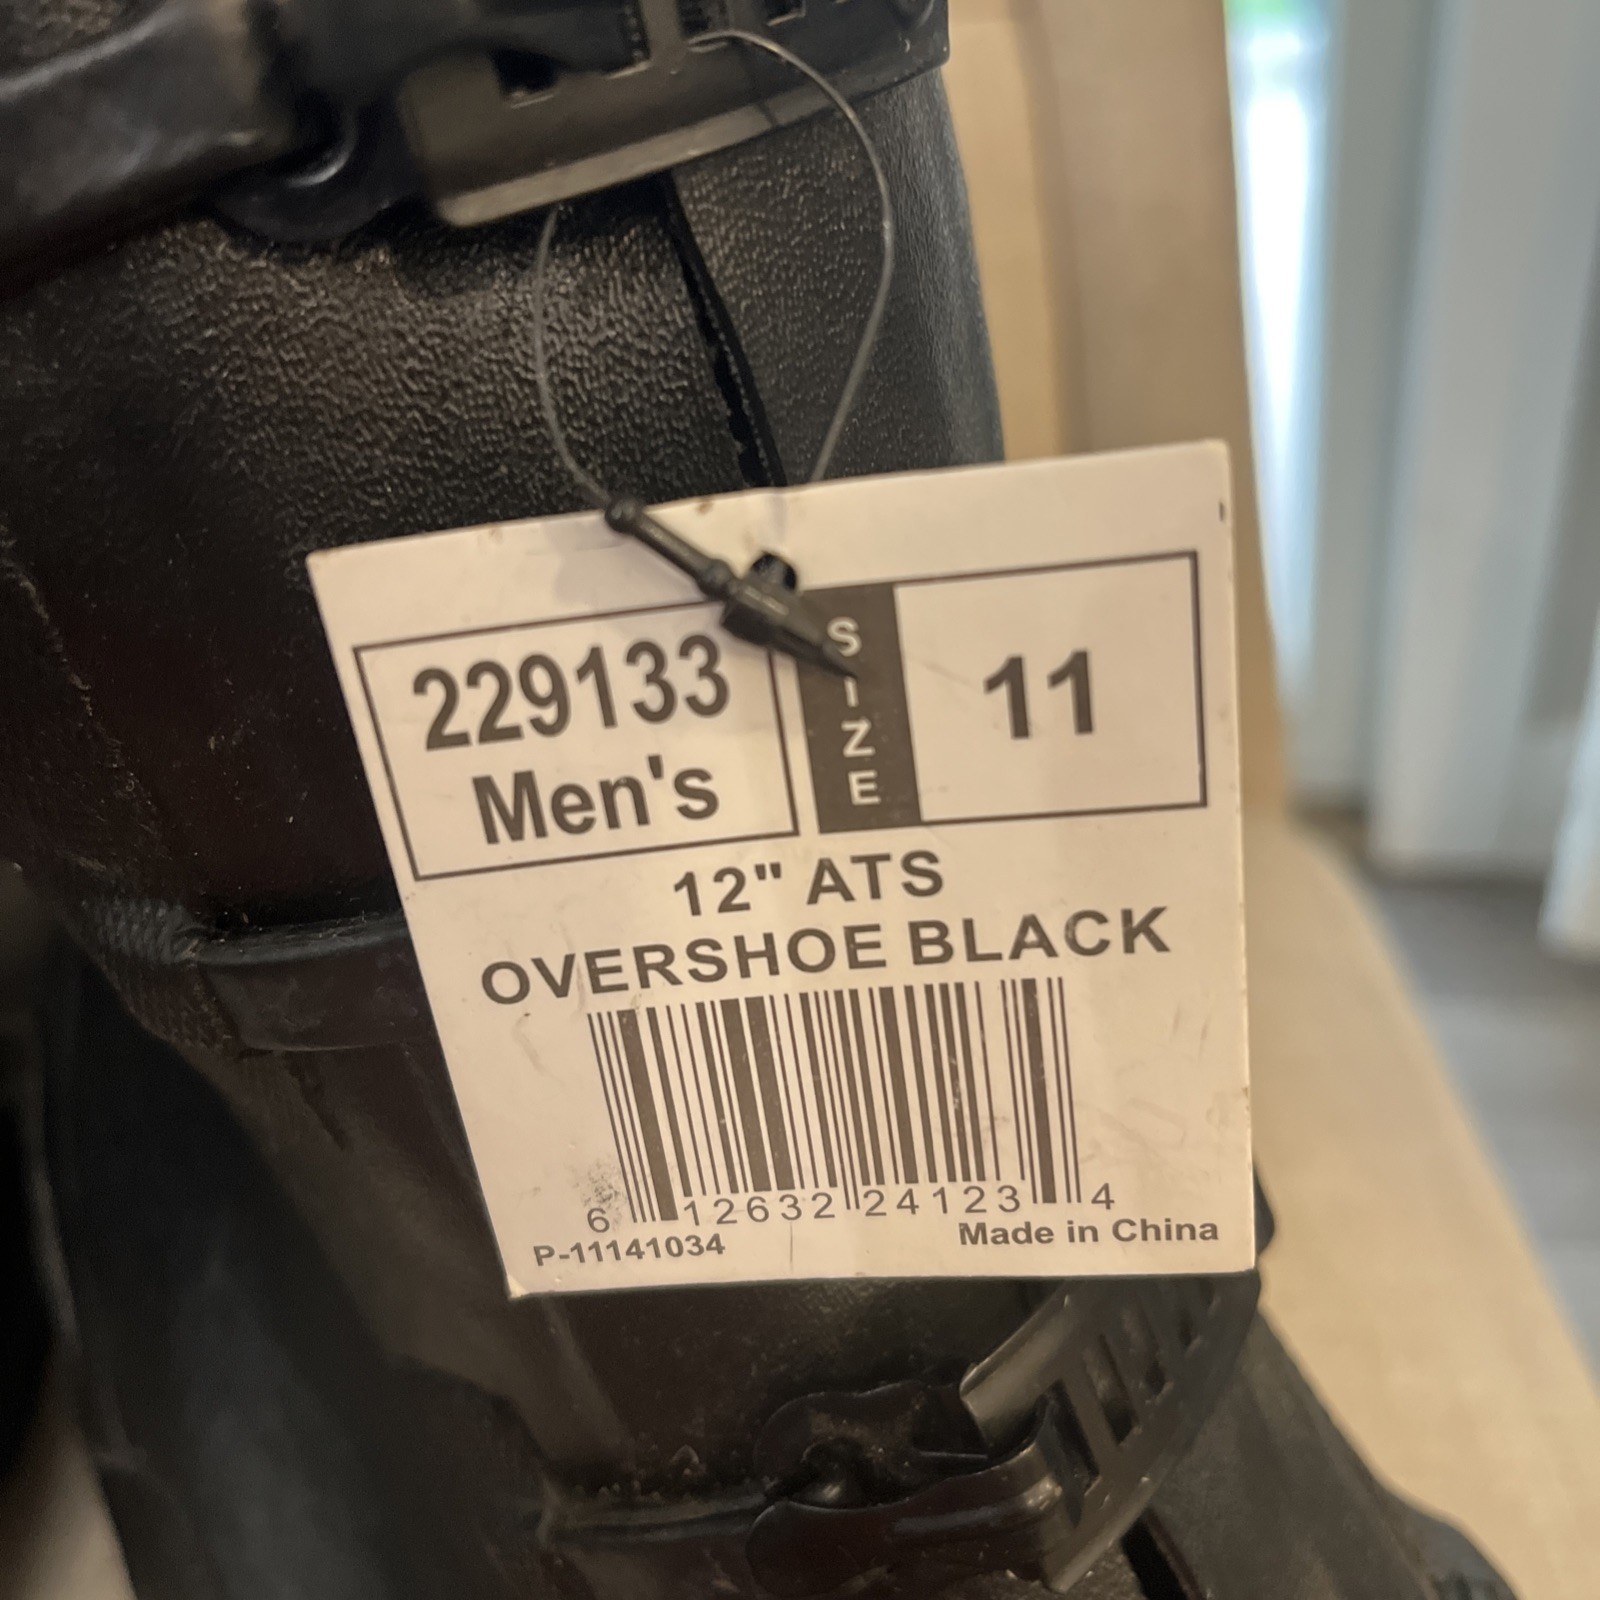 229133
Men's
SIZE
11
12" ATS
OVERSHOE BLACK
6 12632 24123 4
P-11141034
Made in China